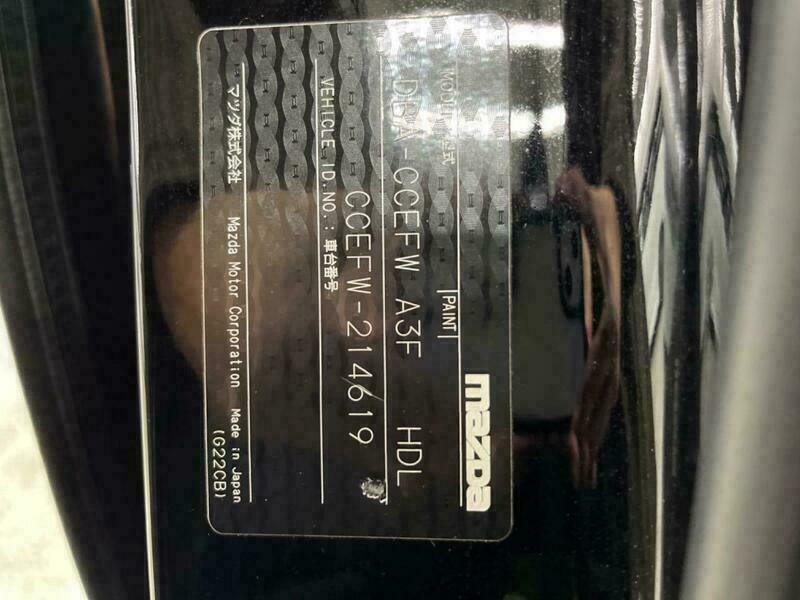 mazda
MODEL 型式 PAINT
DBA-CCEFW A3F HDL
VEHICLE ID.NO.: 車台番号
CCEFW-214619
マツダ株式会社 Mazda Motor Corporation Made in Japan
(G22CB)